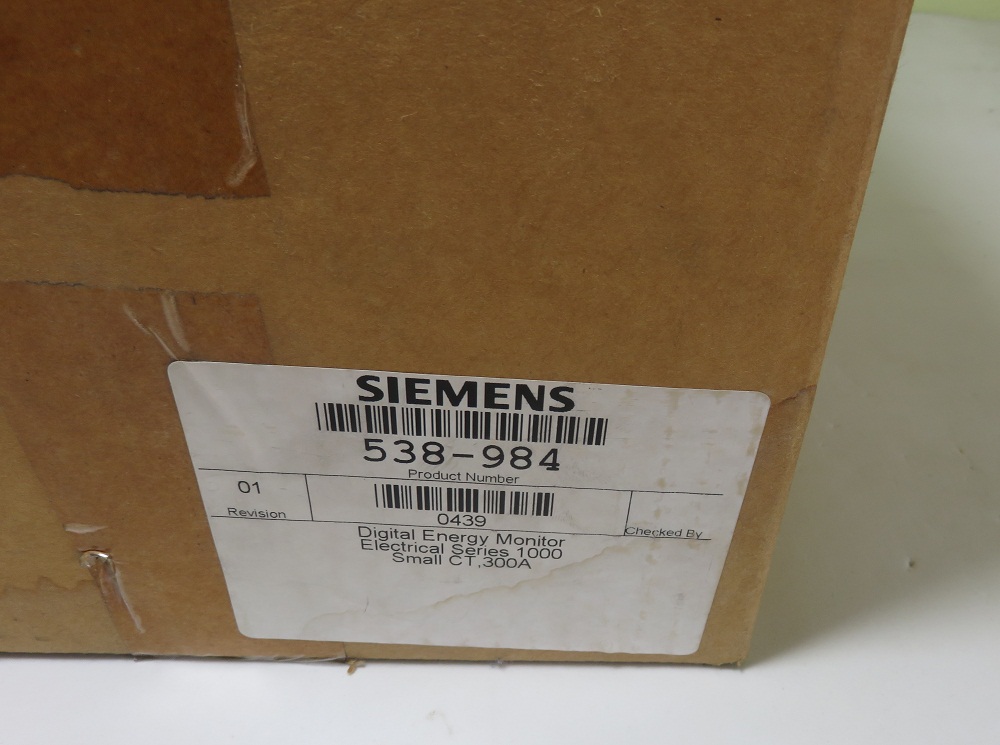 SIEMENS
538-984
Product Number
01
Revision
0439
Checked By
Digital Energy Monitor
Electrical Series 1000
Small CT,300A